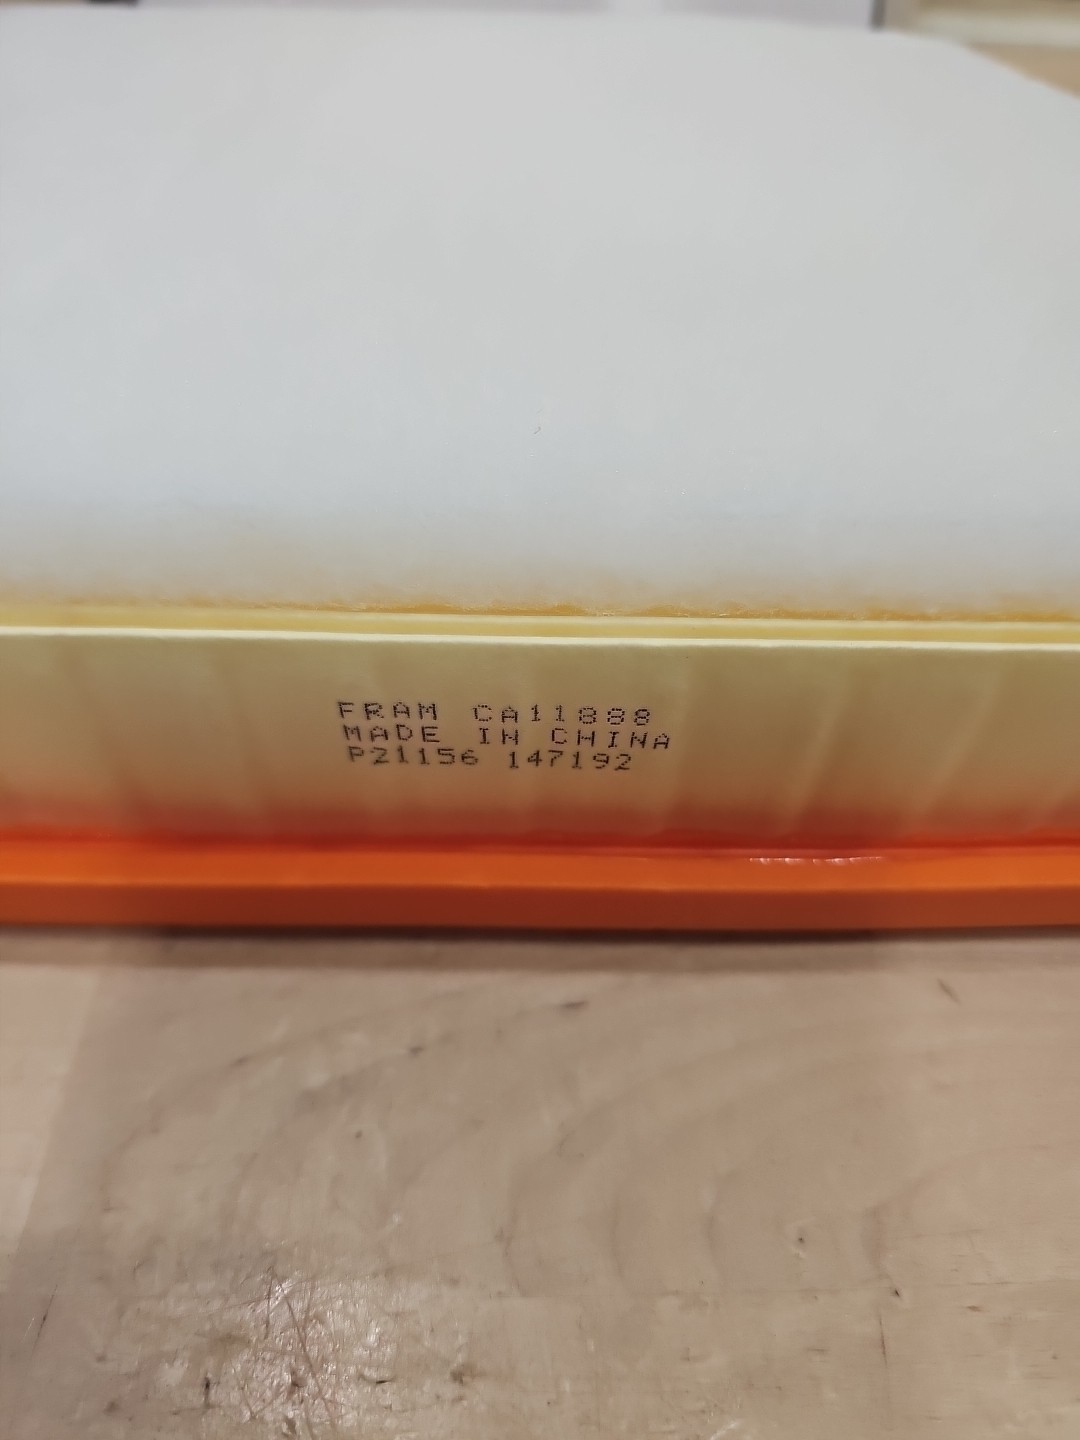 FRAM CA11888
MADE IN CHINA
P21156 147192